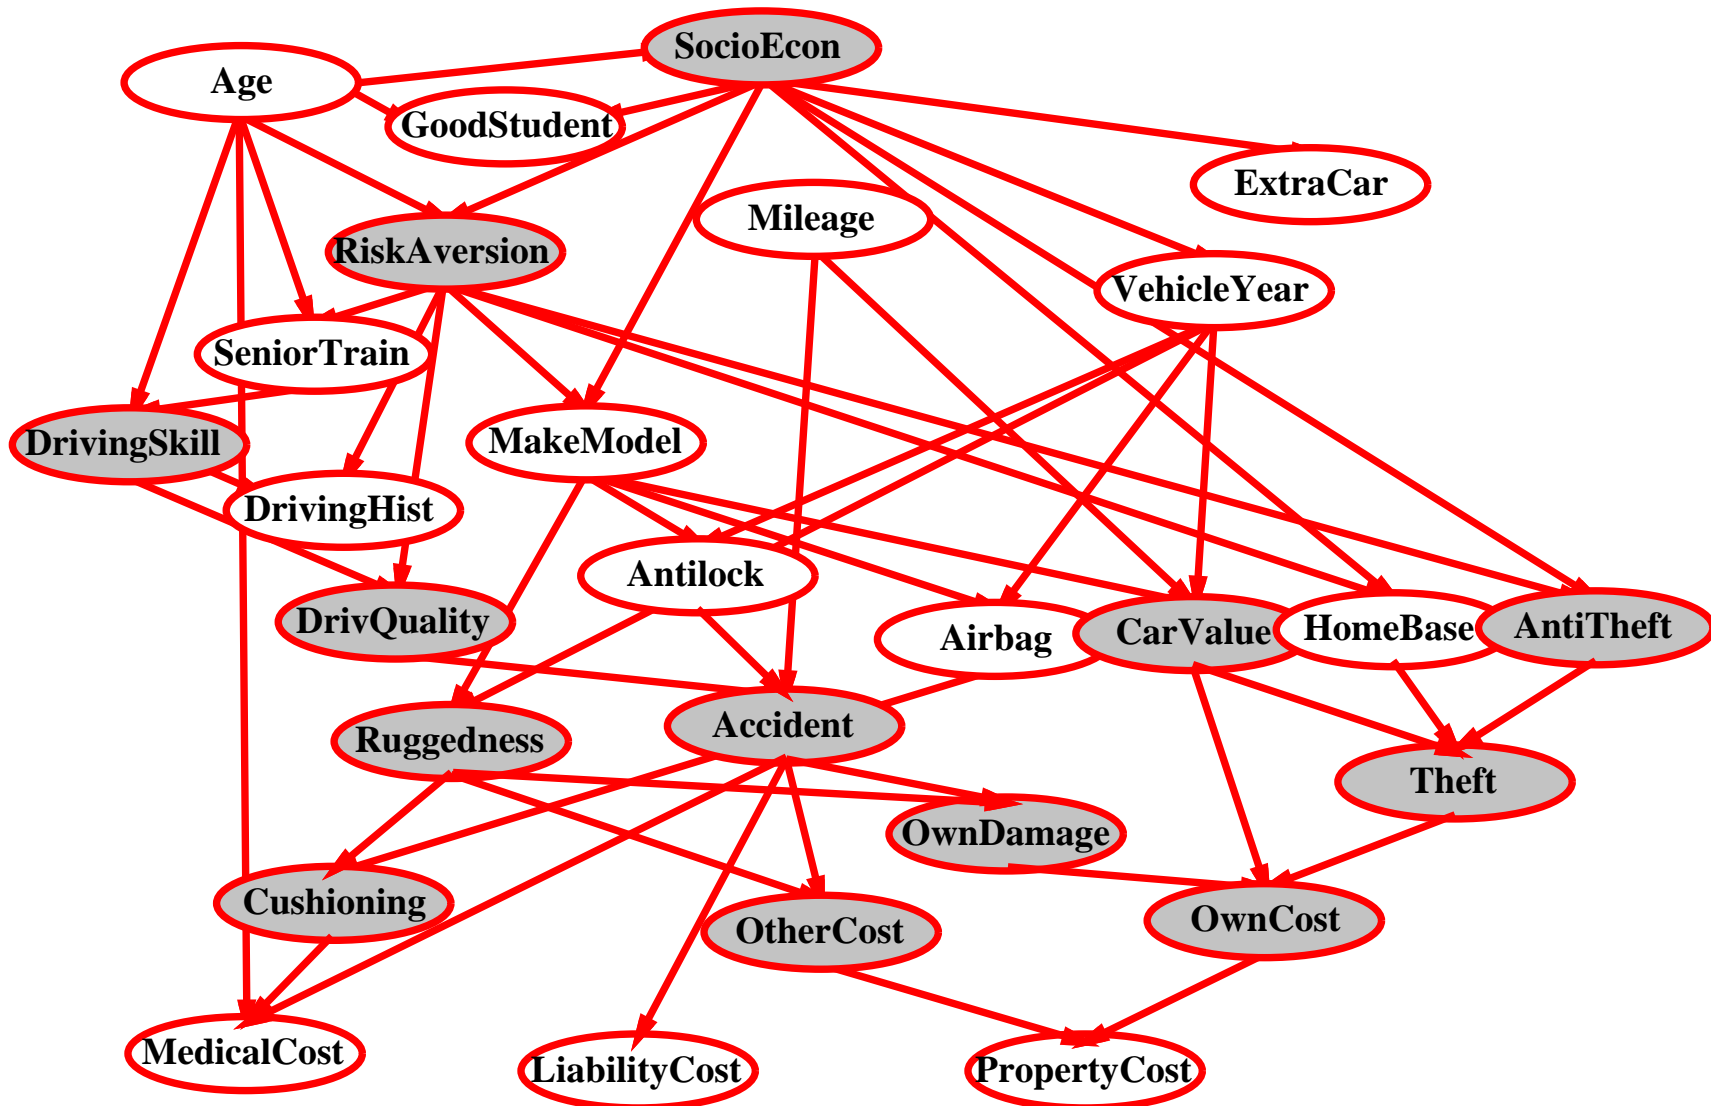 SocioEcon
Age
GoodStudent
ExtraCar
Mileage
RiskAversion
VehicleYear
SeniorTrain
DrivingSkill
MakeModel
DrivingHist
Antilock
DrivQuality
Airbag
CarValue
HomeBase
AntiTheft
Ruggedness
Accident
Theft
OwnDamage
Cushioning
OtherCost
OwnCost
MedicalCost
LiabilityCost
PropertyCost